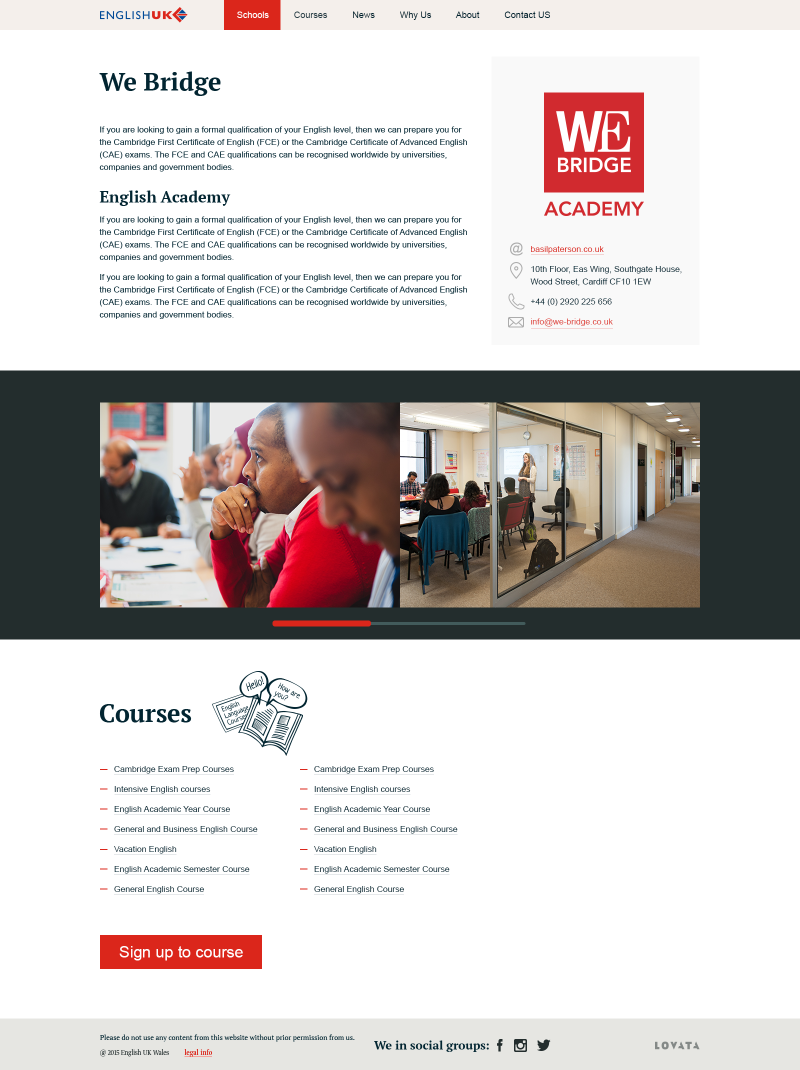 ENGLISHUK
Schools
Courses
News
Why Us
About
Contact US
We Bridge
If you are looking to gain a formal qualification of your English level, then we can prepare you for
the Cambridge First Certificate of English (FCE) or the Cambridge Certificate of Advanced English
(CAE) exams. The FCE and CAE qualifications can be recognised worldwide by universities,
companies and government bodies.
English Academy
If you are looking to gain a formal qualification of your English level, then we can prepare you for
the Cambridge First Certificate of English (FCE) or the Cambridge Certificate of Advanced English
(CAE) exams. The FCE and CAE qualifications can be recognised worldwide by universities,
companies and government bodies.
If you are looking to gain a formal qualification of your English level, then we can prepare you for
the Cambridge First Certificate of English (FCE) or the Cambridge Certificate of Advanced English
(CAE) exams. The FCE and CAE qualifications can be recognised worldwide by universities,
companies and government bodies.
WE
BRIDGE
ACADEMY
basilpaterson.co.uk
10th Floor, Eas Wing, Southgate House,
Wood Street, Cardiff CF10 1EW
+44 (0) 2920 225 656
info@we-bridge.co.uk
Courses
Hello!
How are
you?
English
Language
Courses
— Cambridge Exam Prep Courses
— Intensive English courses
— English Academic Year Course
— General and Business English Course
— Vacation English
— English Academic Semester Course
— General English Course
— Cambridge Exam Prep Courses
— Intensive English courses
— English Academic Year Course
— General and Business English Course
— Vacation English
— English Academic Semester Course
— General English Course
Sign up to course
Please do not use any content from this website without prior permission from us.
@ 2015 English UK Wales
legal info
We in social groups:
LOVATA